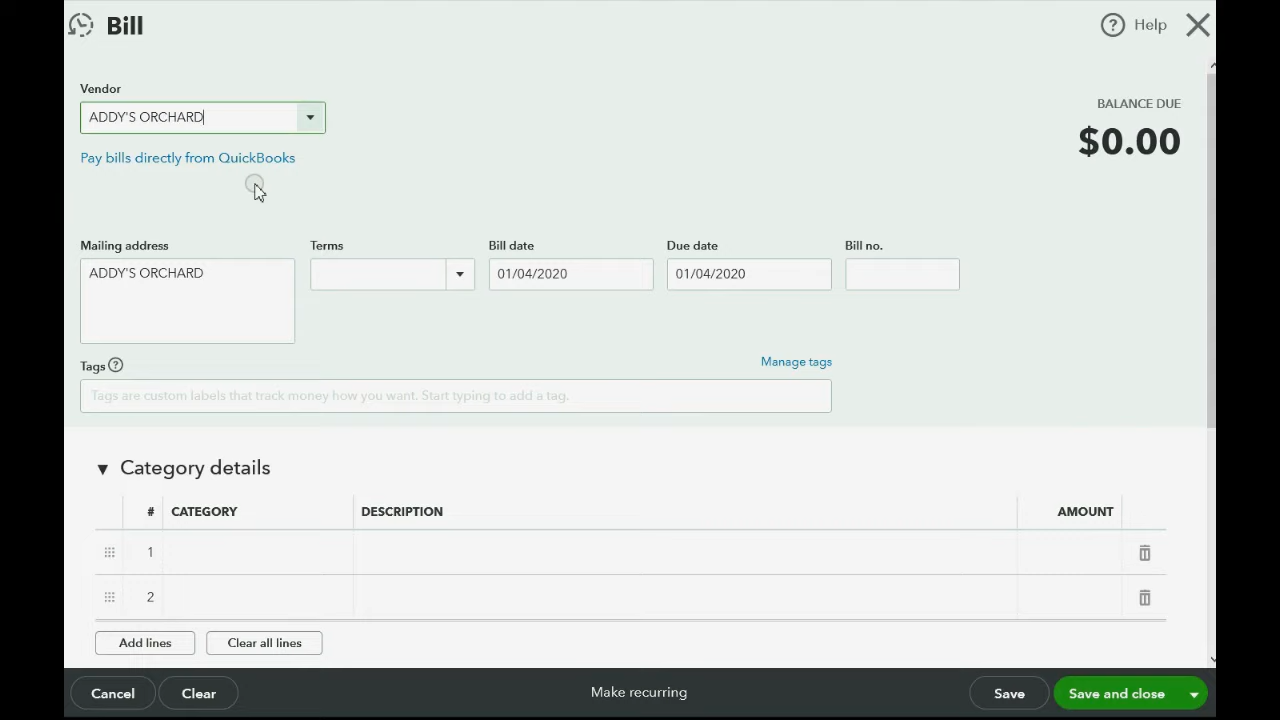 Bill
Help
Vendor
ADDY'S ORCHARD
BALANCE DUE
$0.00
Pay bills directly from QuickBooks
Mailing address
Terms
Bill date
Due date
Bill no.
ADDY'S ORCHARD
01/04/2020
01/04/2020
Tags
Manage tags
Tags are custom labels that track money how you want. Start typing to add a tag.
Category details
# CATEGORY DESCRIPTION AMOUNT
1
2
Add lines
Clear all lines
Cancel
Clear
Make recurring
Save
Save and close